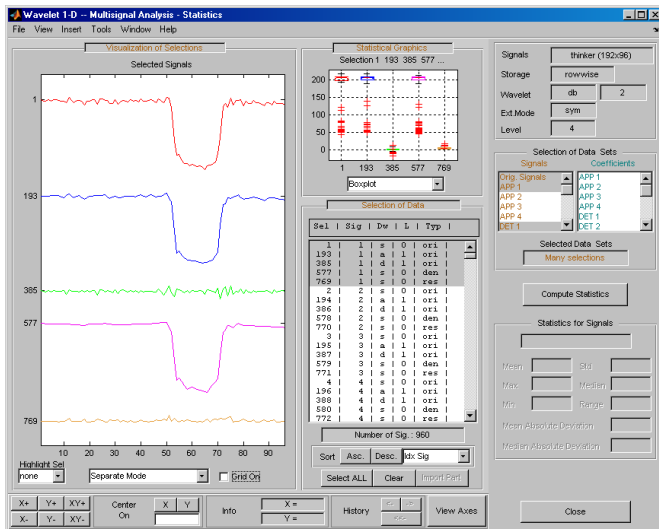 Wavelet 1-D -- Multisignal Analysis - Statistics
File View Insert Tools Window Help
Visualization of Selections
Selected Signals
1
193
385
577
769
10 20 30 40 50 60 70 80 90
Highlight Sel
none
Separate Mode
Grid On
Statistical Graphics
Selection 1 193 385 577 ...
200
150
100
50
0
1 193 385 577 769
Boxplot
Selection of Data
Sel | Sig | Dw | L | Typ |
1 | 1 | s | 0 | ori |
193 | 1 | a | 1 | ori |
385 | 1 | d | 1 | ori |
577 | 1 | s | 0 | den |
769 | 1 | s | 0 | res |
2 | 2 | s | 0 | ori |
194 | 2 | a | 1 | ori |
386 | 2 | d | 1 | ori |
578 | 2 | s | 0 | den |
770 | 2 | s | 0 | res |
3 | 3 | s | 0 | ori |
195 | 3 | a | 1 | ori |
387 | 3 | d | 1 | ori |
579 | 3 | s | 0 | den |
771 | 3 | s | 0 | res |
4 | 4 | s | 0 | ori |
196 | 4 | a | 1 | ori |
388 | 4 | d | 1 | ori |
580 | 4 | s | 0 | den |
772 | 4 | s | 0 | res |
Number of Sig. : 960
Sort Asc. Desc. Idx Sig
Select ALL Clear Import Part.
Signals thinker (192x96)
Storage rowwise
Wavelet db 2
Ext.Mode sym
Level 4
Selection of Data Sets
Signals Coefficients
Orig. Signals
APP 1
APP 2
APP 3
APP 4
DET 1
APP 1
APP 2
APP 3
APP 4
DET 1
DET 2
Selected Data Sets
Many selections
Compute Statistics
Statistics for Signals
Mean Std
Max. Median
Min. Range
Mean Absolute Deviation
Median Absolute Deviation
X+ Y+ XY+
X- Y- XY-
Center On
X Y
Info
X =
Y =
History
<- ->
<<-
View Axes
Close